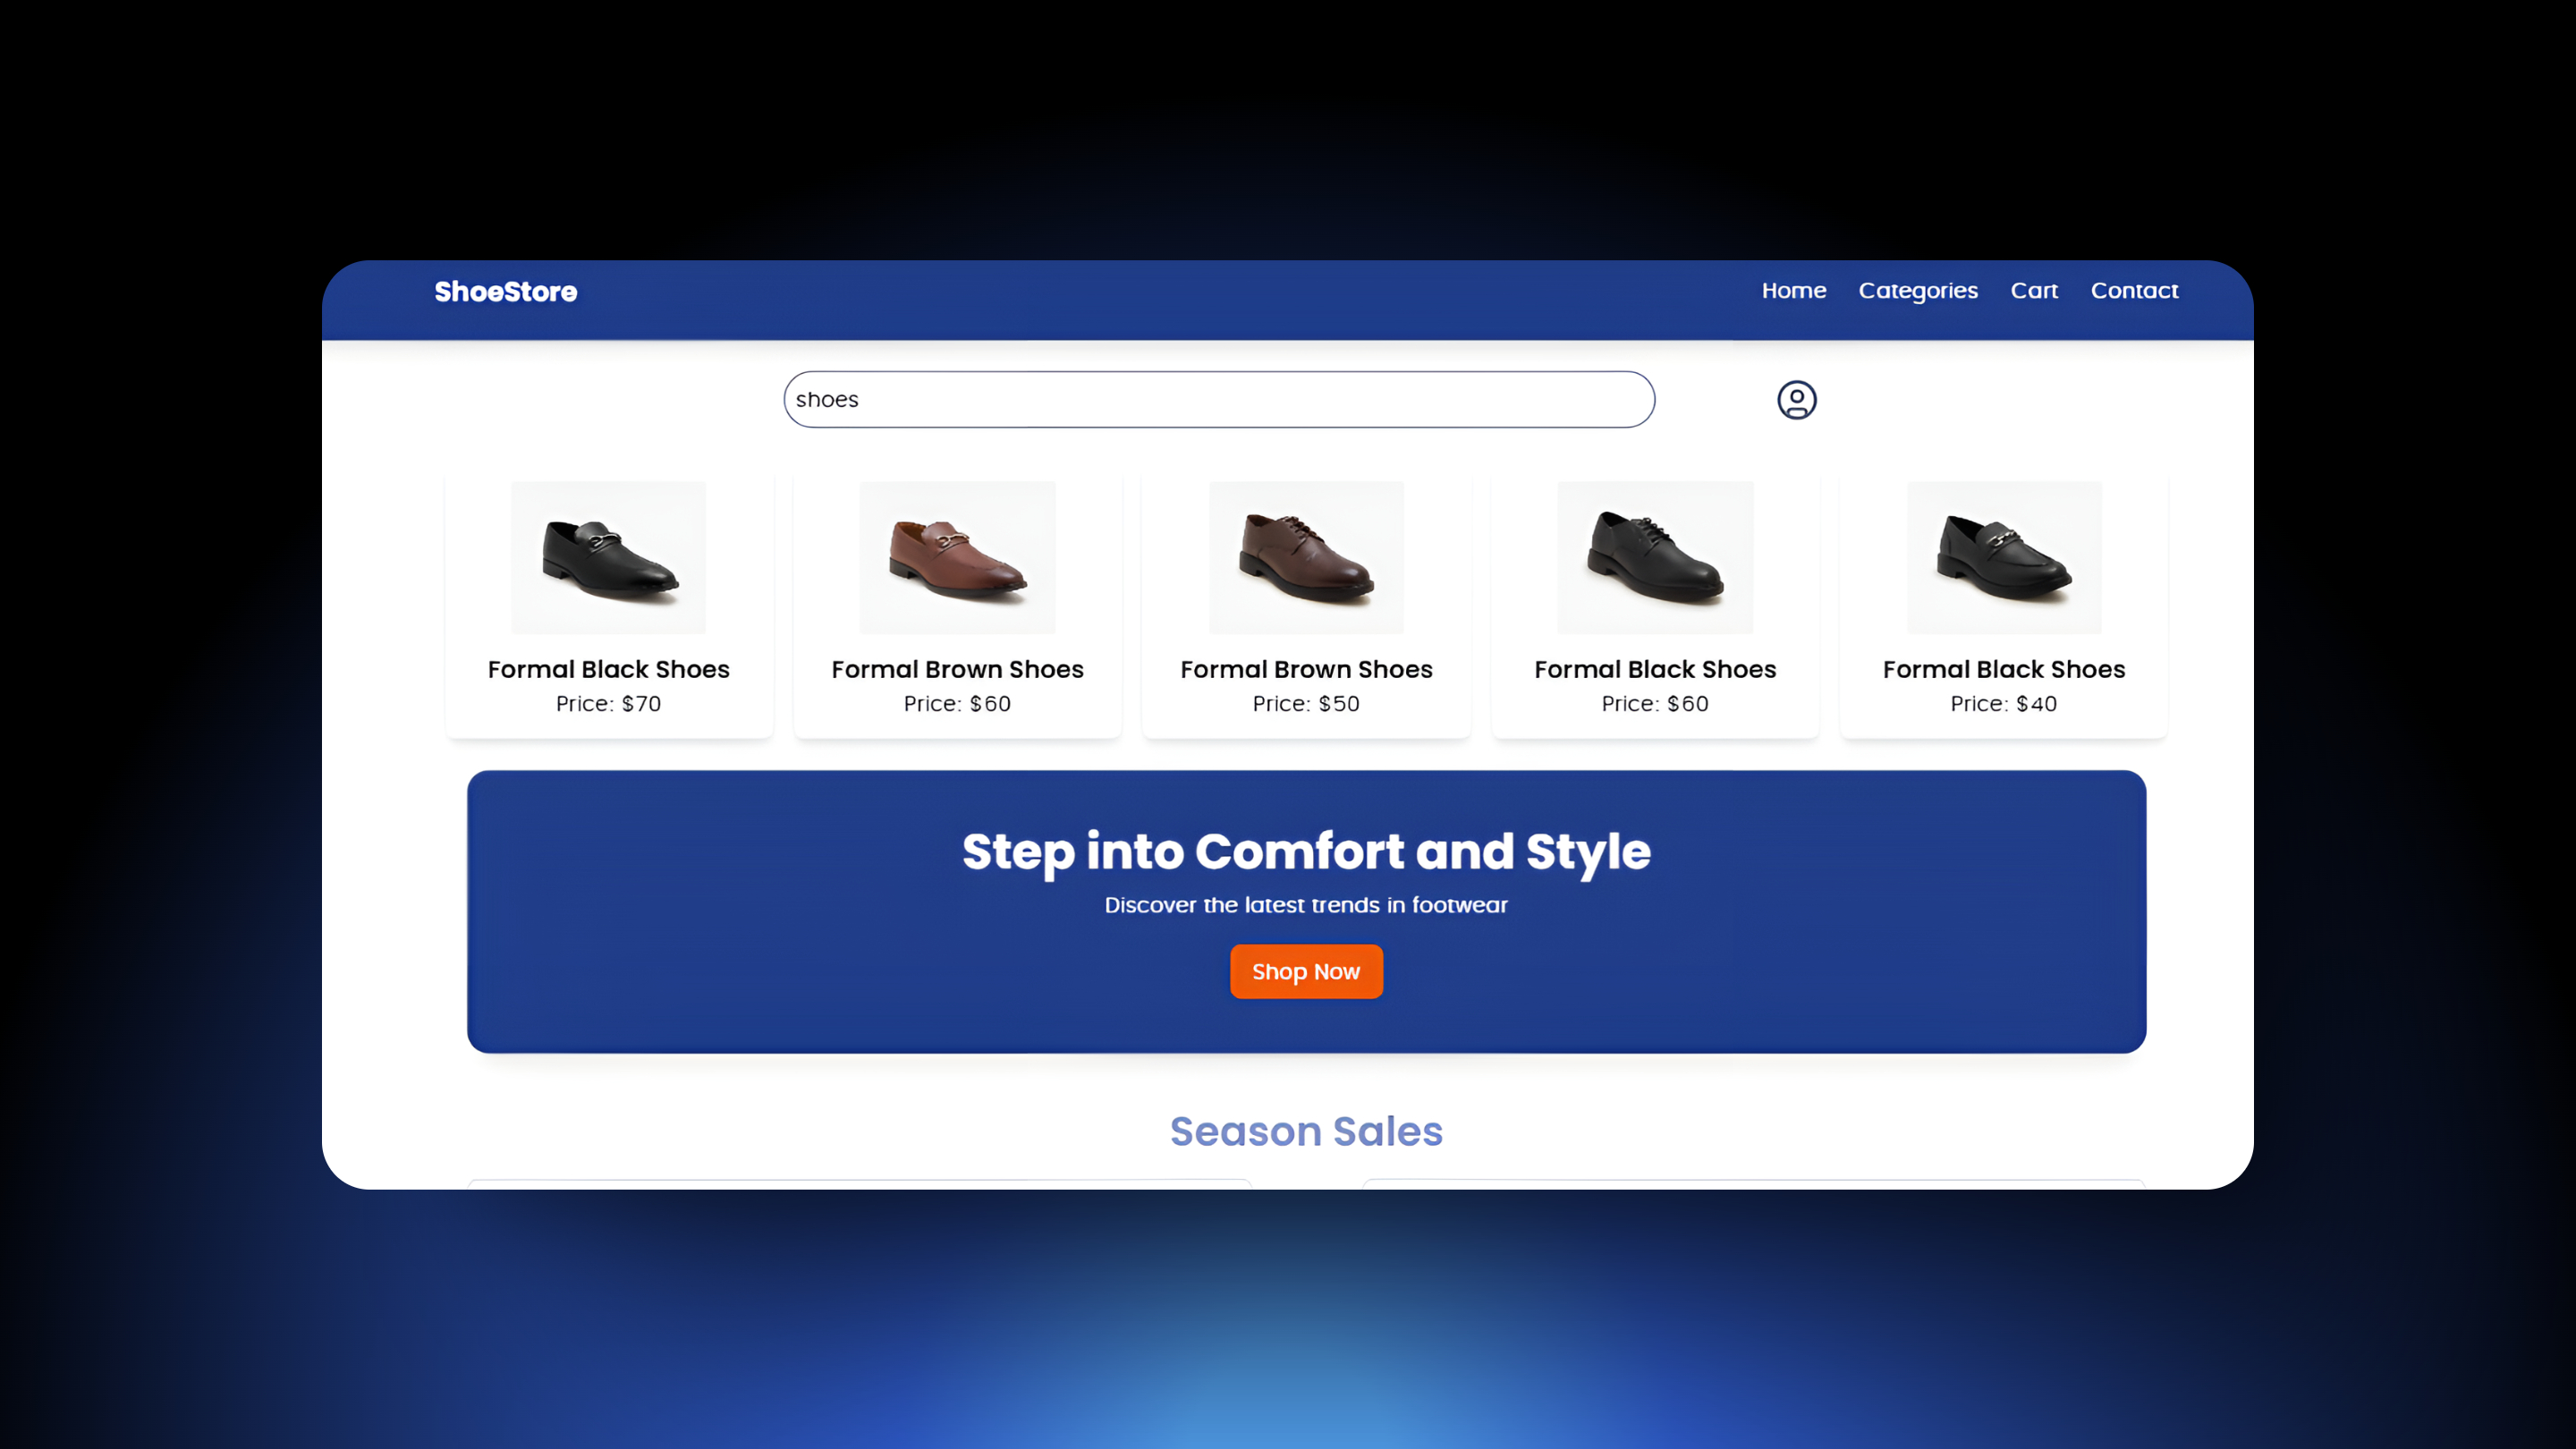 ShoeStore
Home Categories Cart Contact
shoes
Formal Black Shoes
Price: $70
Formal Brown Shoes
Price: $60
Formal Brown Shoes
Price: $50
Formal Black Shoes
Price: $60
Formal Black Shoes
Price: $40
Step into Comfort and Style
Discover the latest trends in footwear
Shop Now
Season Sales